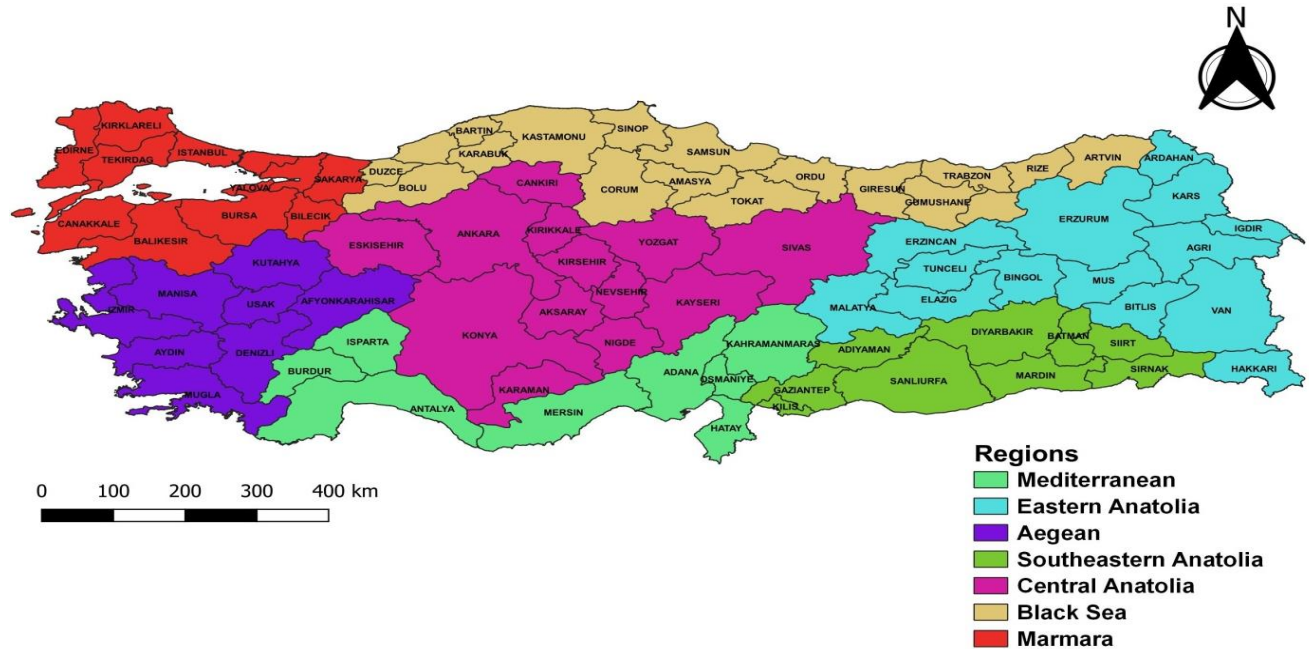 N
KIRKLARELI
EDIRNE
TEKIRDAG
ISTANBUL
YALOVA
SAKARYA
CANAKKALE
BURSA
BILECIK
BALIKESIR
BARTIN
KASTAMONU
SINOP
KARABUK
DUZCE
BOLU
SAMSUN
CORUM
AMASYA
TOKAT
ORDU
GIRESUN
TRABZON
GUMUSHANE
RIZE
ARTVIN
ARDAHAN
KARS
ERZURUM
IGDIR
AGRI
ERZINCAN
TUNCELI
BINGOL
MUS
MALATYA
ELAZIG
BITLIS
VAN
HAKKARI
CANKIRI
ANKARA
ESKISEHIR
KIRIKKALE
YOZGAT
SIVAS
KIRSEHIR
NEVSEHIR
KAYSERI
AKSARAY
KONYA
NIGDE
KARAMAN
KUTAHYA
MANISA
USAK
AFYONKARAHISAR
IZMIR
AYDIN
DENIZLI
MUGLA
ISPARTA
BURDUR
ANTALYA
MERSIN
ADANA
KAHRAMANMARAS
OSMANIYE
HATAY
ADIYAMAN
DIYARBAKIR
BATMAN
SIIRT
GAZIANTEP
SANLIURFA
MARDIN
SIRNAK
KILIS
0 100 200 300 400 km
Regions
Mediterranean
Eastern Anatolia
Aegean
Southeastern Anatolia
Central Anatolia
Black Sea
Marmara